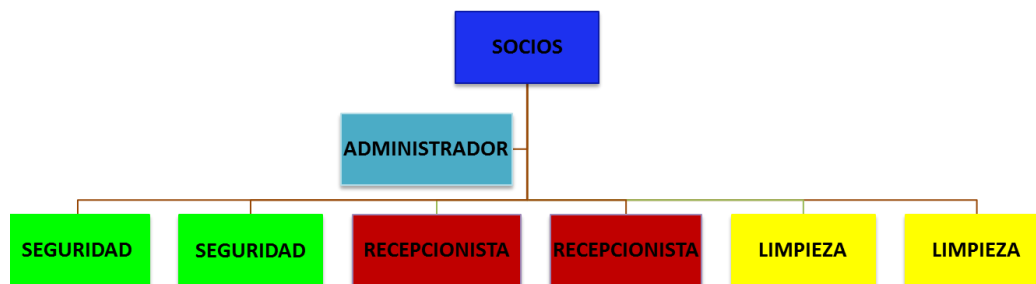 SOCIOS
ADMINISTRADOR
SEGURIDAD
SEGURIDAD
RECEPCIONISTA
RECEPCIONISTA
LIMPIEZA
LIMPIEZA